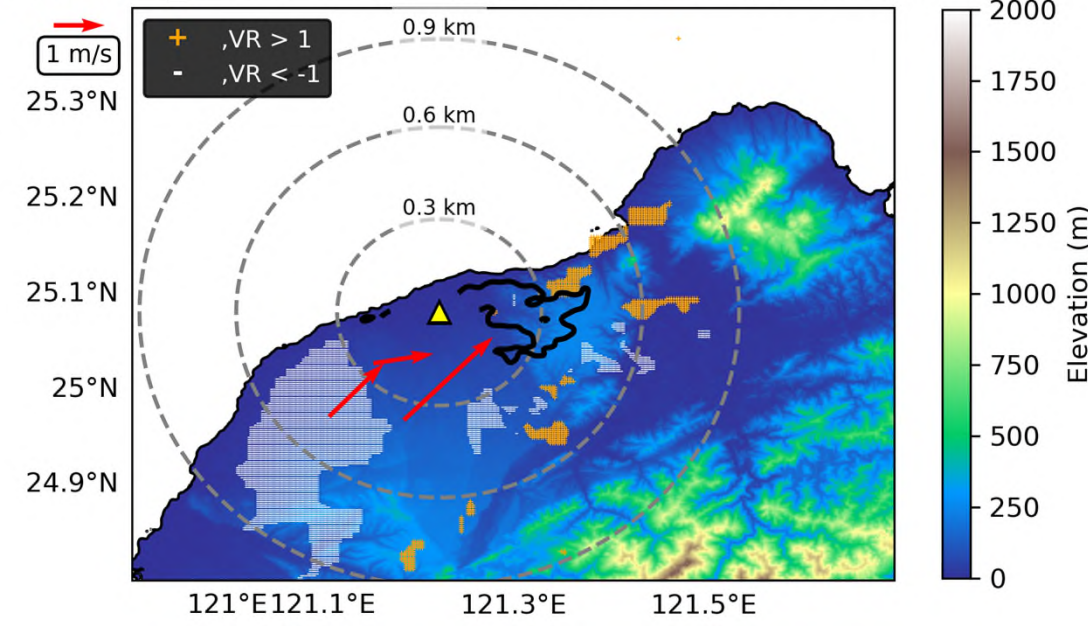 1 m/s
+ ,VR > 1
- ,VR < -1
0.9 km
0.6 km
0.3 km
25.3°N
25.2°N
25.1°N
25°N
24.9°N
121°E
121.1°E
121.3°E
121.5°E
2000
1750
1500
1250
1000
750
500
250
0
Elevation (m)